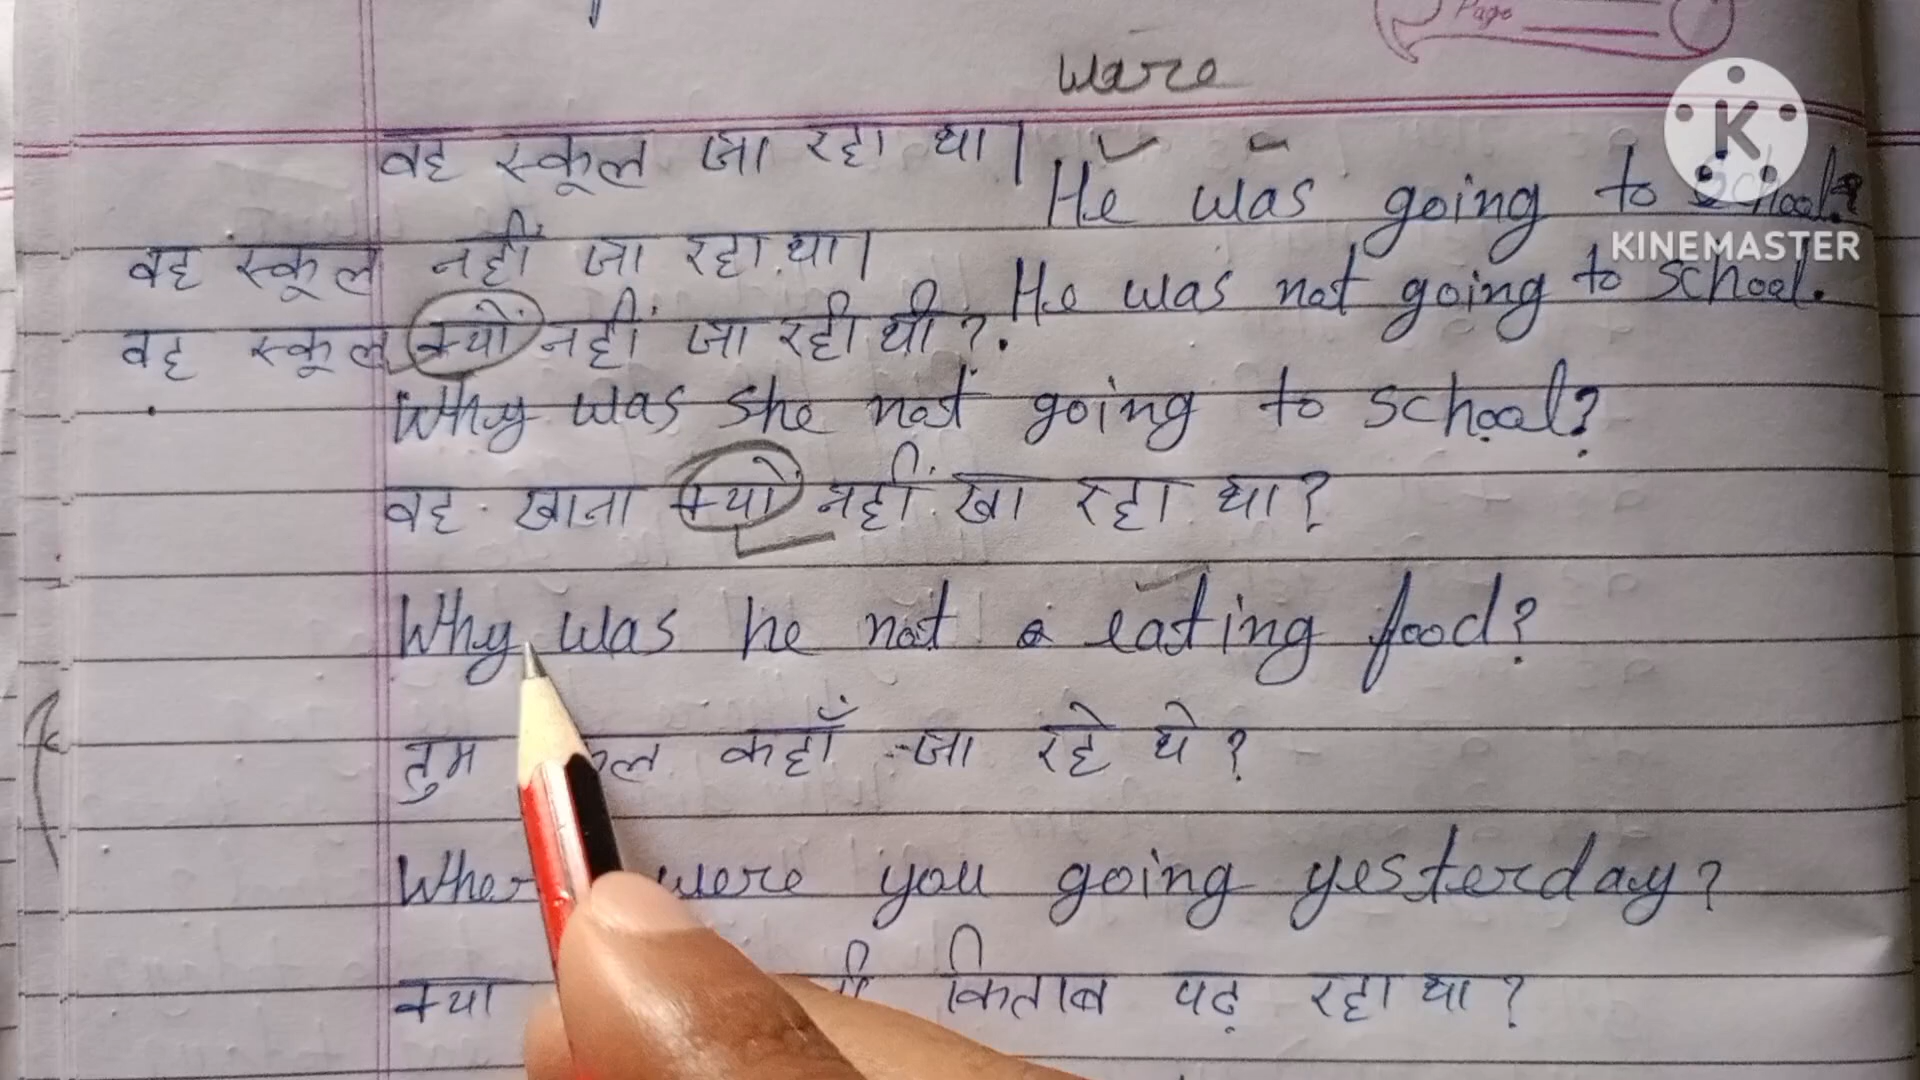 Page
were
वह स्कूल जा रहा था। He was going to school.
वह स्कूल नहीं जा रहा था। He was not going to school.
वह स्कूल क्यों नहीं जा रही थी?
Why was she not going to school?
वह खाना क्यों नहीं खा रहा था?
Why was he not eating food?
तुम कहाँ जा रहे थे?
were you going yesterday?
क्या किताब पढ़ रहा था?
KINEMASTER